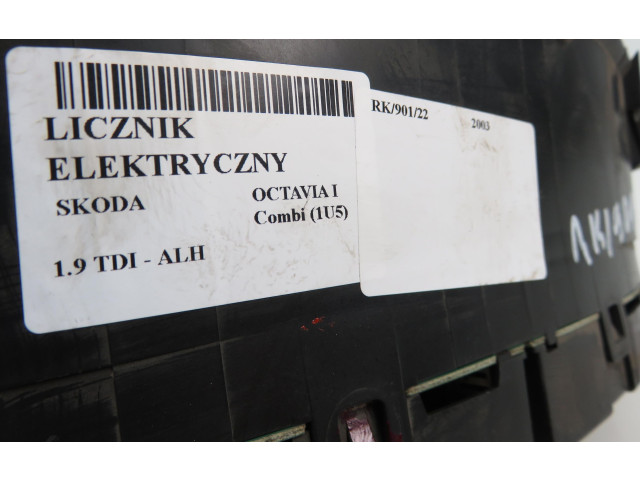 LICZNIK
ELEKTRYCZNY
SKODA
OCTAVIA I
Combi (1U5)
1.9 TDI - ALH
RK/901/22
2003